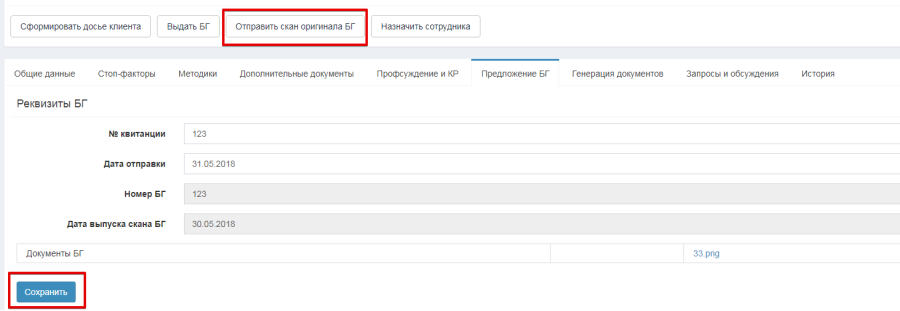 Сформировать досье клиента Выдать БГ Отправить скан оригинала БГ Назначить сотрудника
Общие данные Стоп-факторы Методики Дополнительные документы Профсуждение и КР Предложение БГ Генерация документов Запросы и обсуждения История
Реквизиты БГ
№ квитанции 123
Дата отправки 31.05.2018
Номер БГ 123
Дата выпуска скана БГ 30.05.2018
Документы БГ 33.png
Сохранить